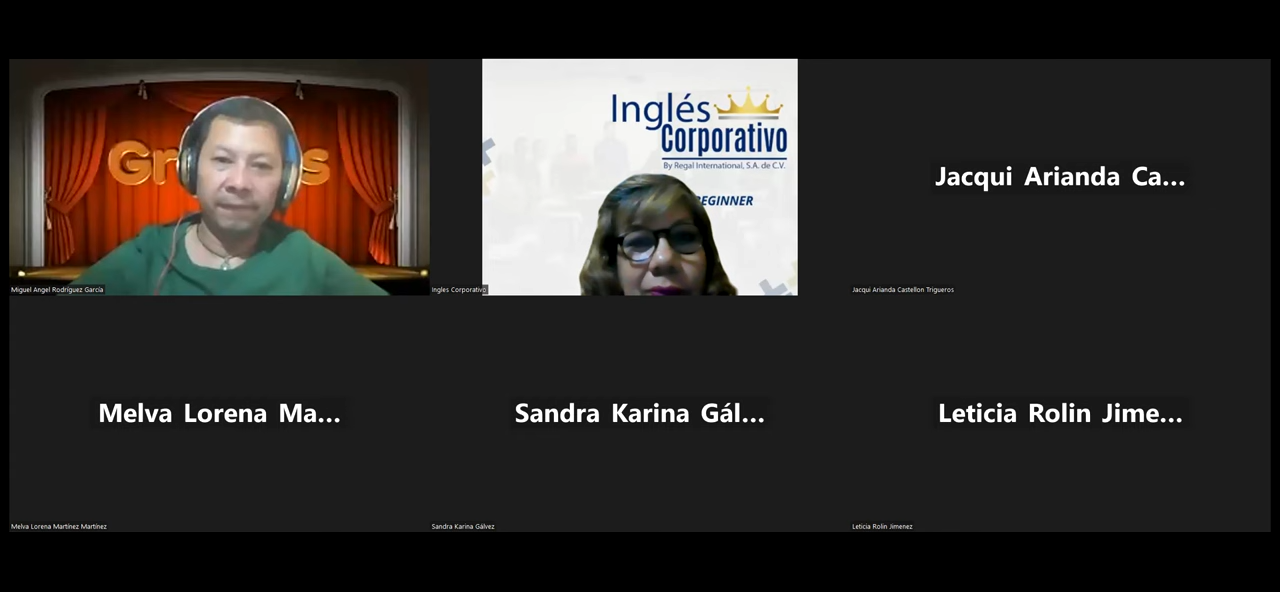 Gr s
Miguel Angel Rodríguez García
Inglés
Corporativo
By Regal International, S.A. de C.V.
BEGINNER
Ingles Corporativo
Jacqui Arianda Ca...
Jacqui Arianda Castellon Trigueros
Melva Lorena Ma...
Melva Lorena Martínez Martínez
Sandra Karina Gál...
Sandra Karina Gálvez
Leticia Rolin Jime...
Leticia Rolin Jimenez